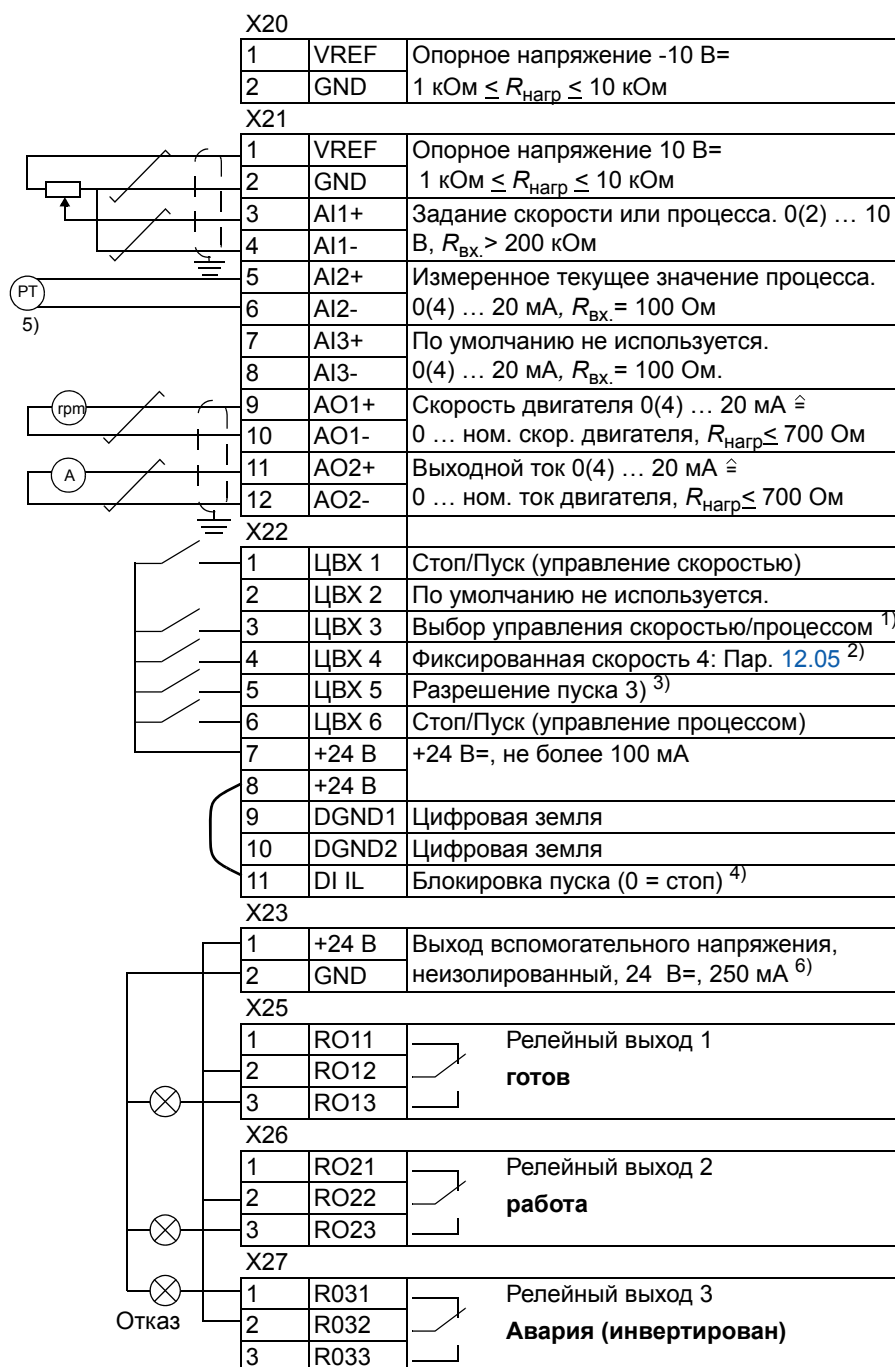 X20
1 VREF Опорное напряжение -10 В=
2 GND 1 кОм ≤ Rнагр ≤ 10 кОм
X21
1 VREF Опорное напряжение 10 В=
2 GND 1 кОм ≤ Rнагр ≤ 10 кОм
3 AI1+ Задание скорости или процесса. 0(2) … 10
4 AI1- В, Rвх.> 200 кОм
PT
5)
5 AI2+ Измеренное текущее значение процесса.
6 AI2- 0(4) … 20 мА, Rвх.= 100 Ом
7 AI3+ По умолчанию не используется.
8 AI3- 0(4) … 20 мА, Rвх.= 100 Ом.
rpm
9 AO1+ Скорость двигателя 0(4) … 20 мА ≙
10 AO1- 0 … ном. скор. двигателя, Rнагр≤ 700 Ом
A
11 AO2+ Выходной ток 0(4) … 20 мА ≙
12 AO2- 0 … ном. ток двигателя, Rнагр≤ 700 Ом
X22
1 ЦВХ 1 Стоп/Пуск (управление скоростью)
2 ЦВХ 2 По умолчанию не используется.
3 ЦВХ 3 Выбор управления скоростью/процессом 1)
4 ЦВХ 4 Фиксированная скорость 4: Пар. 12.05 2)
5 ЦВХ 5 Разрешение пуска 3) 3)
6 ЦВХ 6 Стоп/Пуск (управление процессом)
7 +24 В +24 В=, не более 100 мА
8 +24 В
9 DGND1 Цифровая земля
10 DGND2 Цифровая земля
11 DI IL Блокировка пуска (0 = стоп) 4)
X23
1 +24 В Выход вспомогательного напряжения,
2 GND неизолированный, 24 В=, 250 мА 6)
X25
1 RO11 Релейный выход 1
2 RO12 готов
3 RO13
X26
1 RO21 Релейный выход 2
2 RO22 работа
3 RO23
X27
1 R031 Релейный выход 3
Отказ
2 R032 Авария (инвертирован)
3 R033